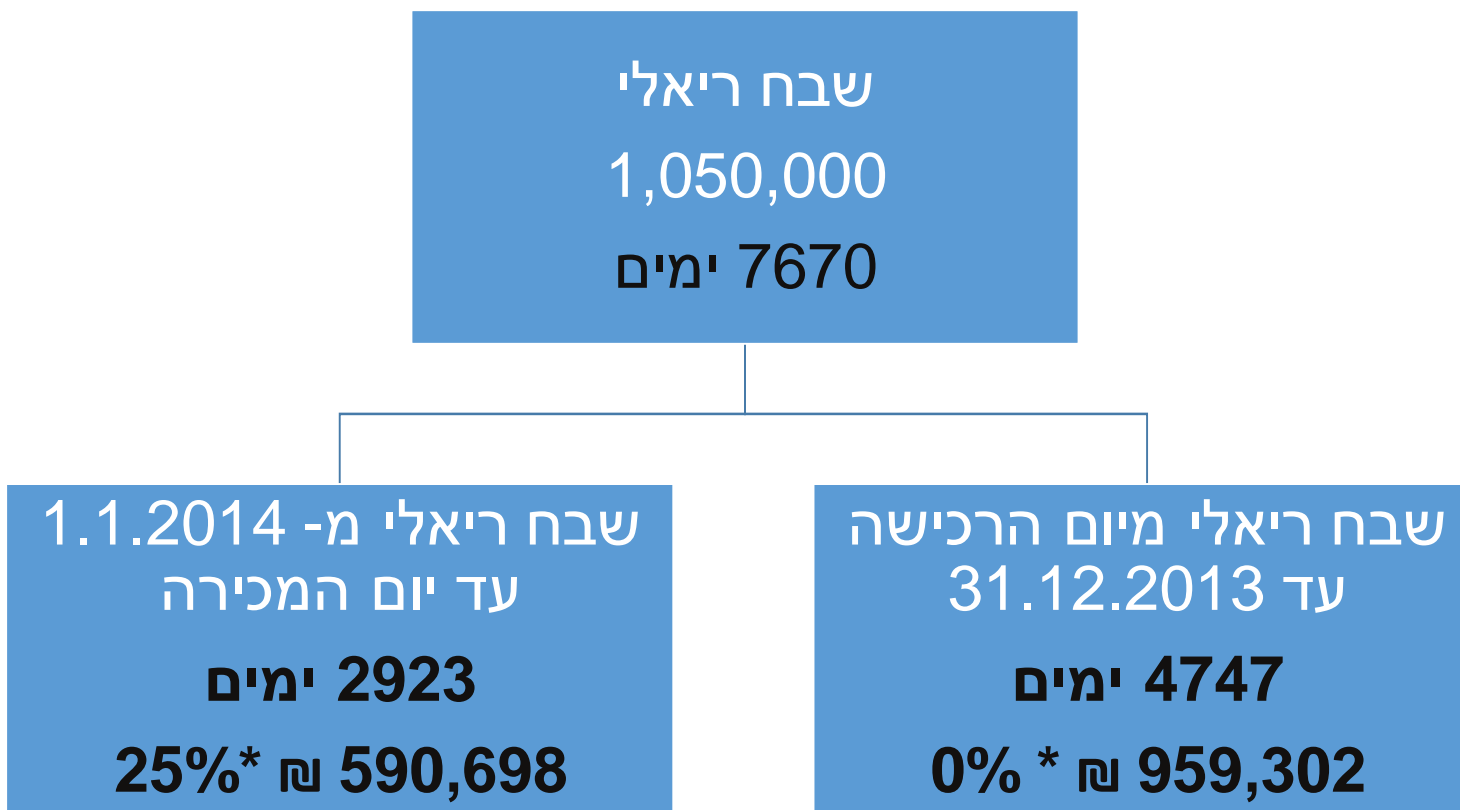 שבח ריאלי
1,050,000
7670 ימים
שבח ריאלי מיום הרכישה
עד 31.12.2013
4747 ימים
959,302 ₪ * 0%
שבח ריאלי מ- 1.1.2014
עד יום המכירה
2923 ימים
590,698 ₪ *25%